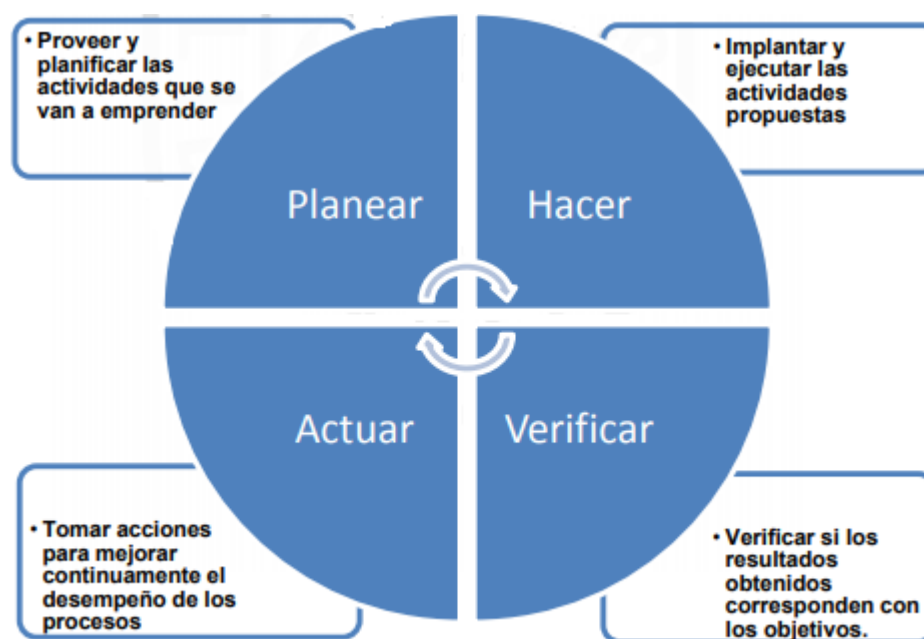 • Proveer y
planificar las
actividades que se
van a emprender
• Implantar y
ejecutar las
actividades
propuestas
Planear
Hacer
Actuar
Verificar
• Tomar acciones
para mejorar
continuamente el
desempeño de los
procesos
• Verificar si los
resultados
obtenidos
corresponden con
los objetivos.